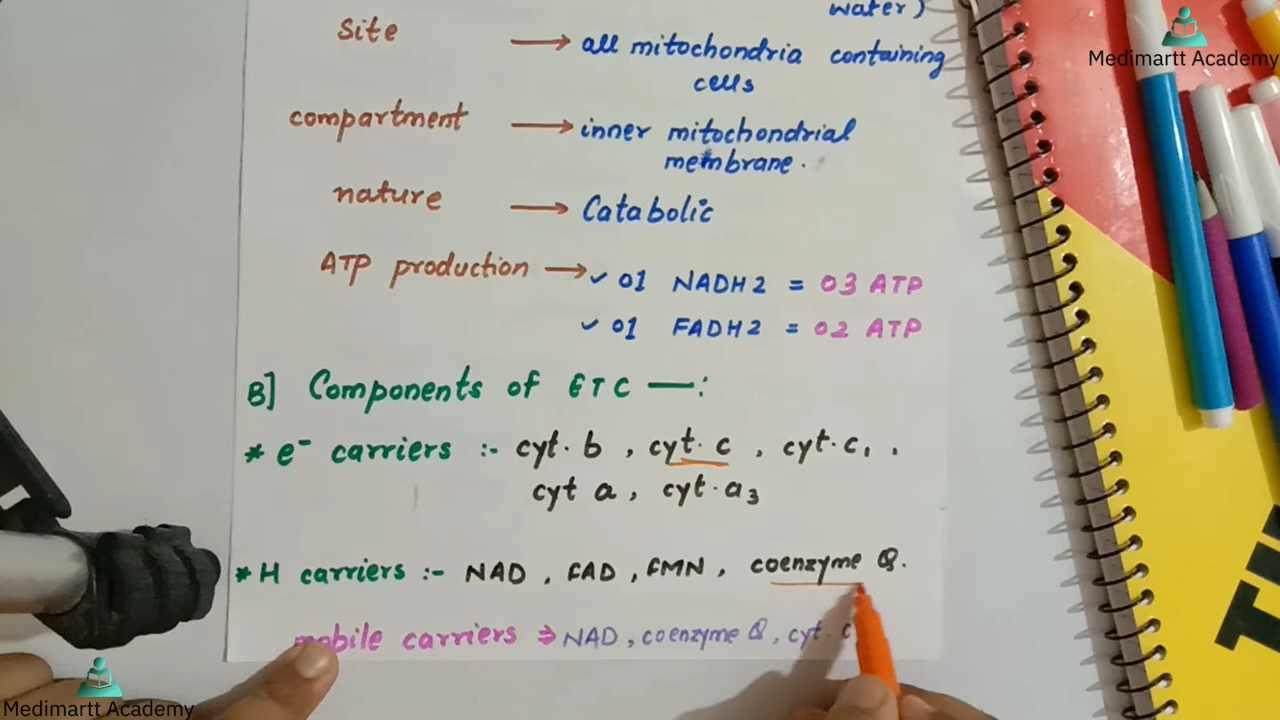 water)
Site → all mitochondria containing
cells
compartment → inner mitochondrial
membrane.
nature → Catabolic
ATP production → ✓ 01 NADH2 = 03 ATP
✓ 01 FADH2 = 02 ATP
B] Components of ETC —:
* e⁻ carriers :- cyt. b , cyt. c , cyt. c₁ ,
cyt a , cyt. a₃
* H carriers :- NAD , FAD , FMN , coenzyme Q.
mobile carriers ⇒ NAD , coenzyme Q , cyt. c
Medimartt Academy
Medimartt Academy